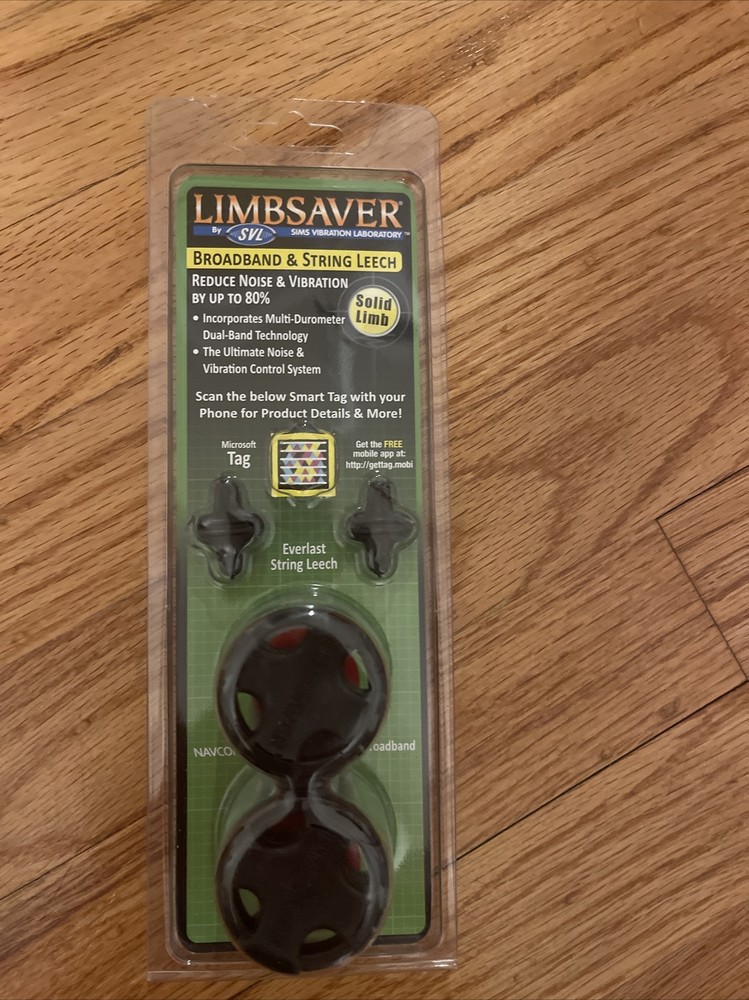 LIMBSAVER®
By SVL SIMS VIBRATION LABORATORY™
BROADBAND & STRING LEECH
REDUCE NOISE & VIBRATION
BY UP TO 80%
Solid
Limb
• Incorporates Multi-Durometer
Dual-Band Technology
• The Ultimate Noise &
Vibration Control System
Scan the below Smart Tag with your
Phone for Product Details & More!
Microsoft
Tag
Get the FREE
mobile app at:
http://gettag.mobi
Everlast
String Leech